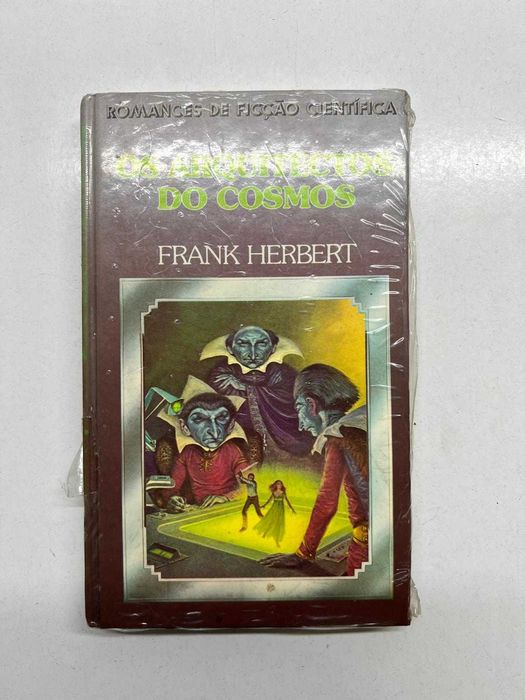 ROMANCES DE FICÇÃO CIENTÍFICA
OS ARQUITECTOS
DO COSMOS
FRANK HERBERT